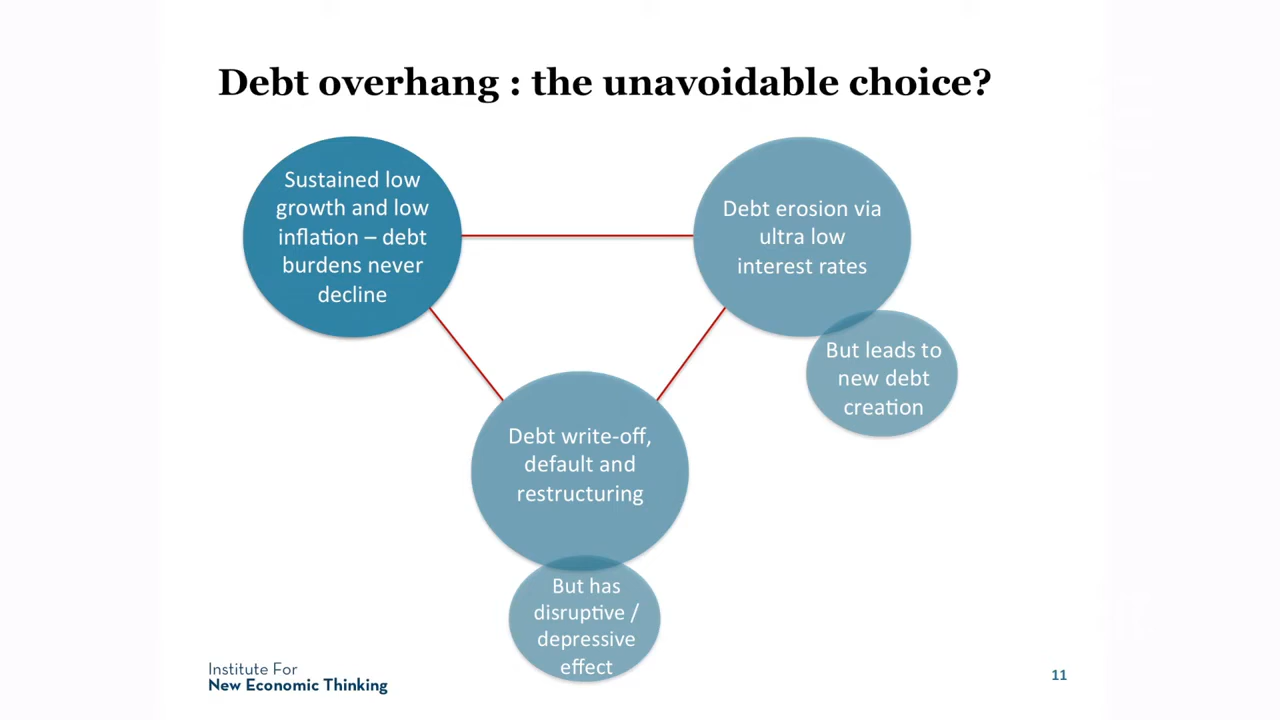 Debt overhang : the unavoidable choice?
Sustained low
growth and low
inflation – debt
burdens never
decline
Debt erosion via
ultra low
interest rates
But leads to
new debt
creation
Debt write-off,
default and
restructuring
But has
disruptive /
depressive
effect
Institute For
New Economic Thinking
11